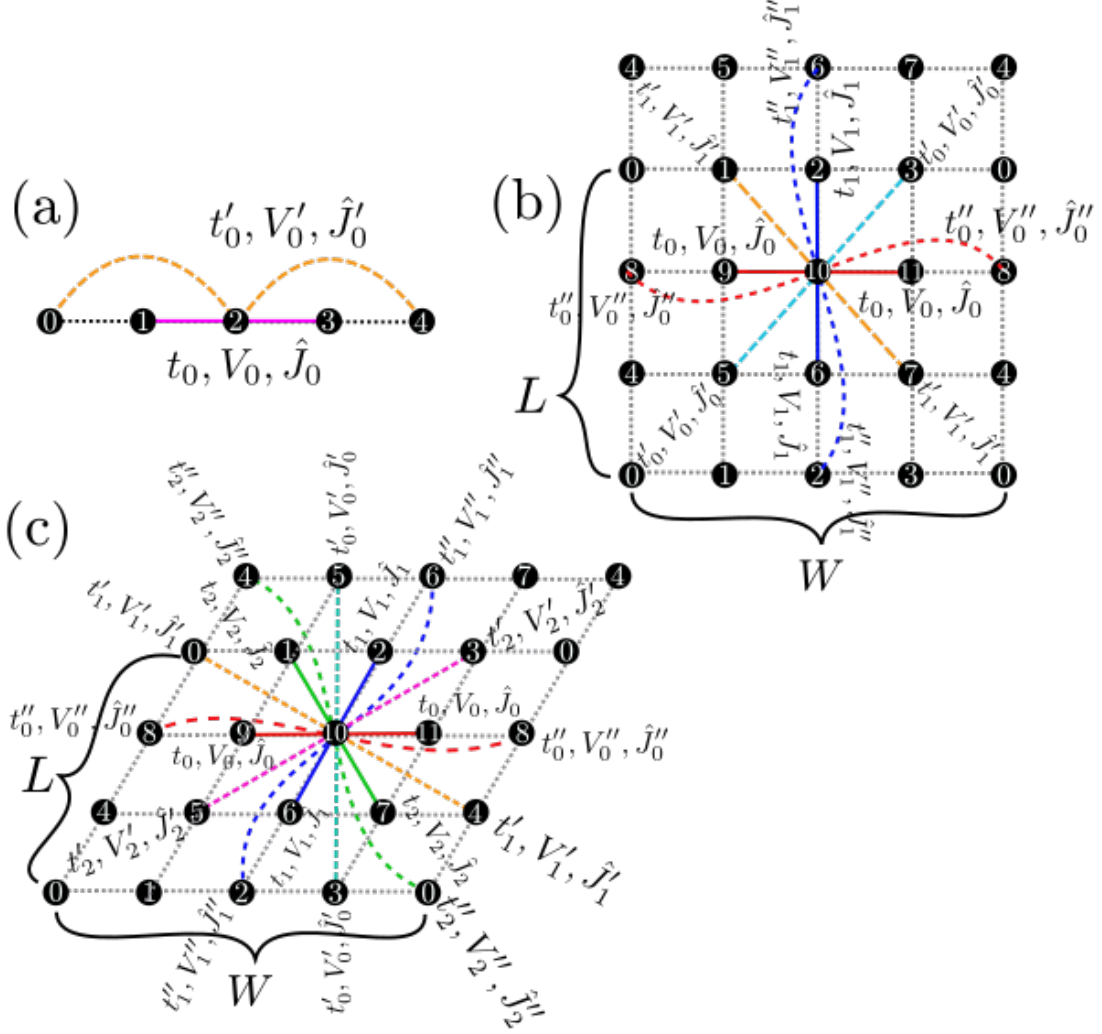 (a)
t′₀, V′₀, Ĵ′₀
0 1 2 3 4
t₀, V₀, Ĵ₀
(b)
t″₁, V″₁, Ĵ″₁
4 5 6 7 4
t′₁, V′₁, Ĵ′₁
t₁, V₁, Ĵ₁
t′₀, V′₀, Ĵ′₀
0 1 2 3 0
t₀, V₀, Ĵ₀
t″₀, V″₀, Ĵ″₀
8 9 10 11 8
t″₀, V″₀, Ĵ″₀
t₀, V₀, Ĵ₀
L
4 5 6 7 4
t′₀, V′₀, Ĵ′₀
t₁, V₁, Ĵ₁
t′₁, V′₁, Ĵ′₁
t″₁, V″₁, Ĵ″₁
0 1 2 3 0
W
(c)
t″₂, V″₂, Ĵ″₂
t′₀, V′₀, Ĵ′₀
t″₁, V″₁, Ĵ″₁
4 5 6 7 4
t′₁, V′₁, Ĵ′₁
t₂, V₂, Ĵ₂
t₁, V₁, Ĵ₁
t′₂, V′₂, Ĵ′₂
0 1 2 3 0
t″₀, V″₀, Ĵ″₀
t₀, V₀, Ĵ₀
8 9 10 11 8
t₀, V₀, Ĵ₀
t″₀, V″₀, Ĵ″₀
L
4 5 6 7 4
t′₂, V′₂, Ĵ′₂
t₁, V₁, Ĵ₁
t₂, V₂, Ĵ₂
t′₁, V′₁, Ĵ′₁
0 1 2 3 0
t″₁, V″₁, Ĵ″₁
W
t′₀, V′₀, Ĵ′₀
t″₂, V″₂, Ĵ″₂